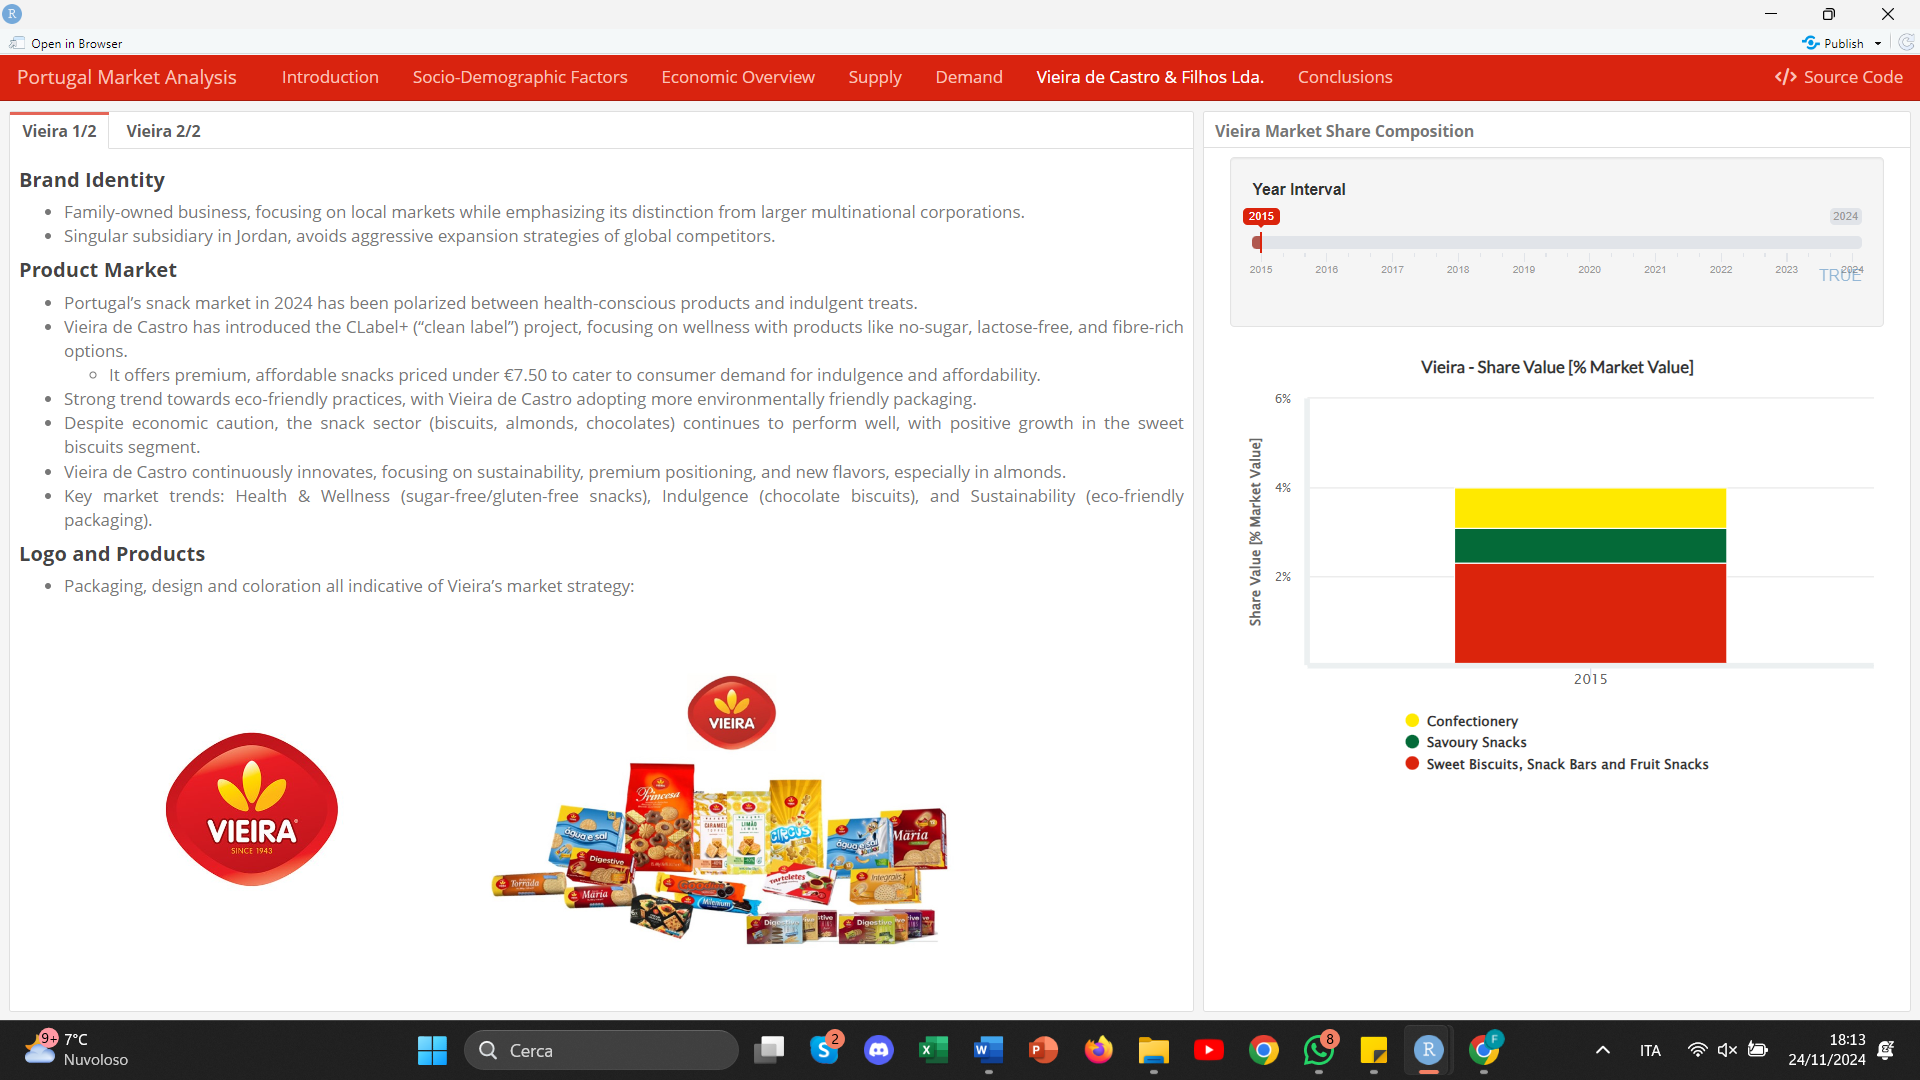 Open in Browser
Publish
Portugal Market Analysis
Introduction
Socio-Demographic Factors
Economic Overview
Supply
Demand
Vieira de Castro & Filhos Lda.
Conclusions
</> Source Code
Vieira 1/2
Vieira 2/2
Brand Identity
• Family-owned business, focusing on local markets while emphasizing its distinction from larger multinational corporations.
• Singular subsidiary in Jordan, avoids aggressive expansion strategies of global competitors.
Product Market
• Portugal’s snack market in 2024 has been polarized between health-conscious products and indulgent treats.
• Vieira de Castro has introduced the CLabel+ (“clean label”) project, focusing on wellness with products like no-sugar, lactose-free, and fibre-rich
options.
◦ It offers premium, affordable snacks priced under €7.50 to cater to consumer demand for indulgence and affordability.
• Strong trend towards eco-friendly practices, with Vieira de Castro adopting more environmentally friendly packaging.
• Despite economic caution, the snack sector (biscuits, almonds, chocolates) continues to perform well, with positive growth in the sweet
biscuits segment.
• Vieira de Castro continuously innovates, focusing on sustainability, premium positioning, and new flavors, especially in almonds.
• Key market trends: Health & Wellness (sugar-free/gluten-free snacks), Indulgence (chocolate biscuits), and Sustainability (eco-friendly
packaging).
Logo and Products
• Packaging, design and coloration all indicative of Vieira’s market strategy:
VIEIRA®
SINCE 1943
VIEIRA
Princesa
água e sal
Digestive
Torrada
Maria
CARAMELO
LIMÃO
CIRCUS
água e sal
Maria
Tarteletes
Integrais
Milenium
Digestive
Digestive
Vieira Market Share Composition
Year Interval
2015
2024
2015 2016 2017 2018 2019 2020 2021 2022 2023 2024
TRUE
Vieira - Share Value [% Market Value]
Share Value [% Market Value]
6%
4%
2%
2015
Confectionery
Savoury Snacks
Sweet Biscuits, Snack Bars and Fruit Snacks
9+
7°C
Nuvoloso
Cerca
2
8
F
ITA
18:13
24/11/2024